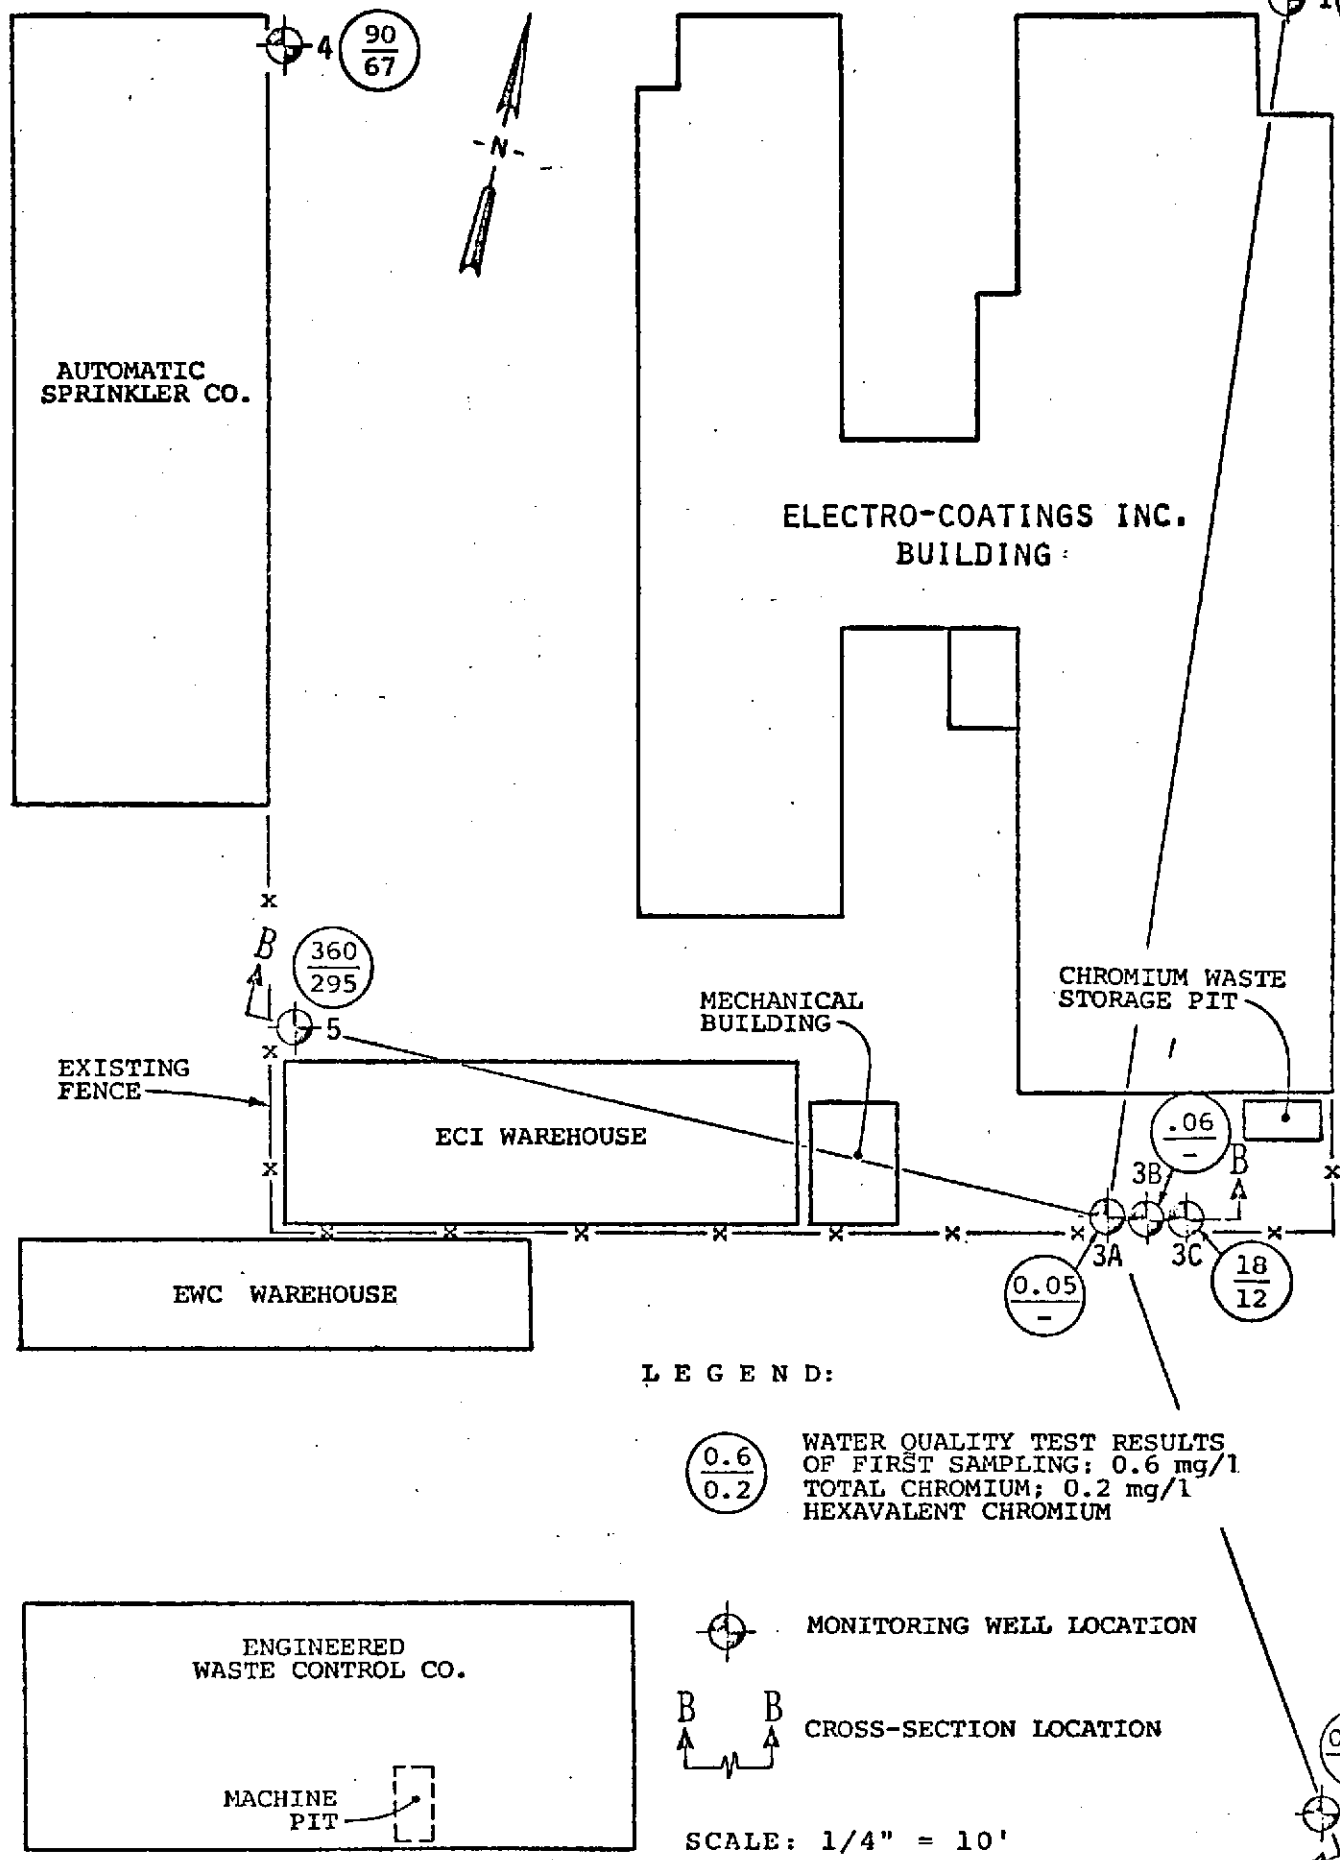 1
4
90
67
-N-
AUTOMATIC
SPRINKLER CO.
ELECTRO-COATINGS INC.
BUILDING
x
B
360
295
5
MECHANICAL
BUILDING
CHROMIUM WASTE
STORAGE PIT
x
EXISTING
FENCE
ECI WAREHOUSE
.06
-
3B
B
x
x
x x x x x x x x
3A
3C
0.05
-
18
12
EWC WAREHOUSE
LEGEND:
0.6
0.2
WATER QUALITY TEST RESULTS
OF FIRST SAMPLING: 0.6 mg/l
TOTAL CHROMIUM; 0.2 mg/l
HEXAVALENT CHROMIUM
MONITORING WELL LOCATION
ENGINEERED
WASTE CONTROL CO.
B B
CROSS-SECTION LOCATION
MACHINE
PIT
SCALE: 1/4" = 10'